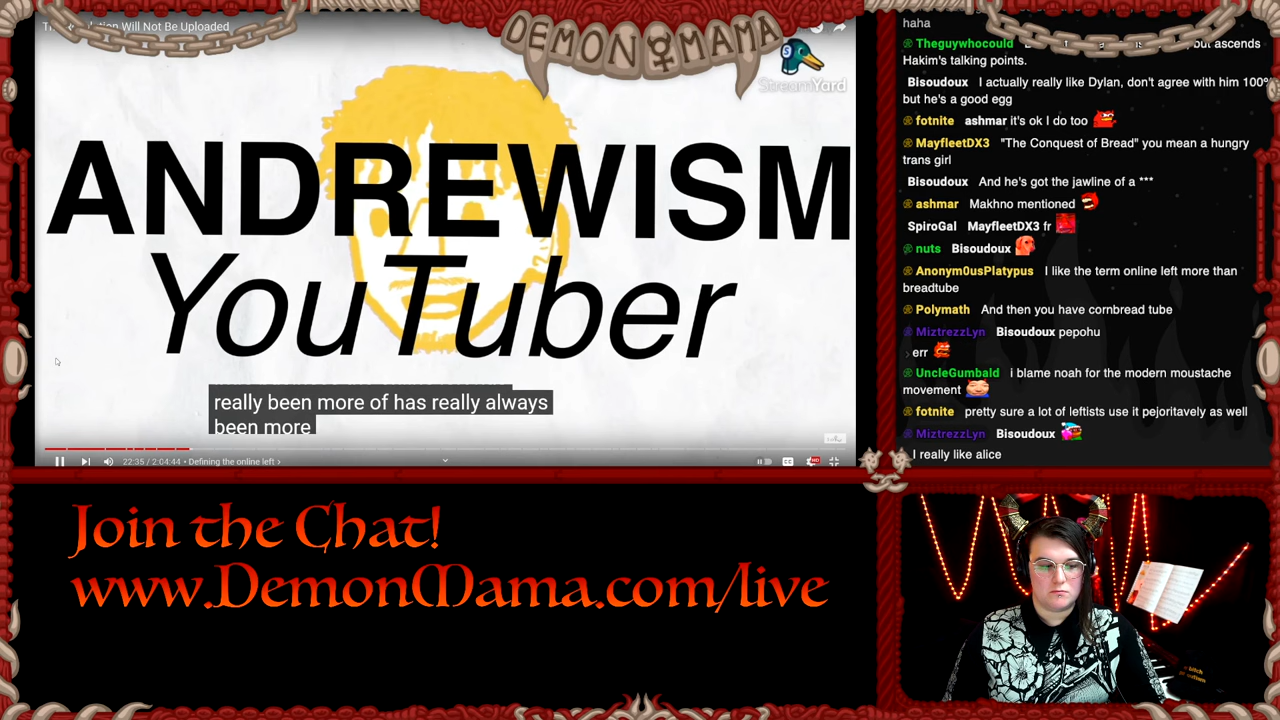 Will Not Be Uploaded
DEMON MAMA
S
StreamYard
ANDREWISM
YouTuber
really been more of has really always
been more
22:35 / 2:04:44 • Defining the online left ›
CC
HD
haha
Theguywhocould but ascends
Hakim's talking points.
Bisoudoux I actually really like Dylan, don't agree with him 100%
but he's a good egg
fotnite ashmar it's ok I do too
MayfleetDX3 "The Conquest of Bread" you mean a hungry
trans girl
Bisoudoux And he's got the jawline of a ***
ashmar Makhno mentioned
SpiroGal MayfleetDX3 fr
nuts Bisoudoux
Anonym0usPlatypus I like the term online left more than
breadtube
Polymath And then you have cornbread tube
MiztrezzLyn Bisoudoux pepohu
err
UncleGumbald i blame noah for the modern moustache
movement
fotnite pretty sure a lot of leftists use it pejoritavely as well
MiztrezzLyn Bisoudoux
I really like alice
Join the Chat!
www.DemonMama.com/live